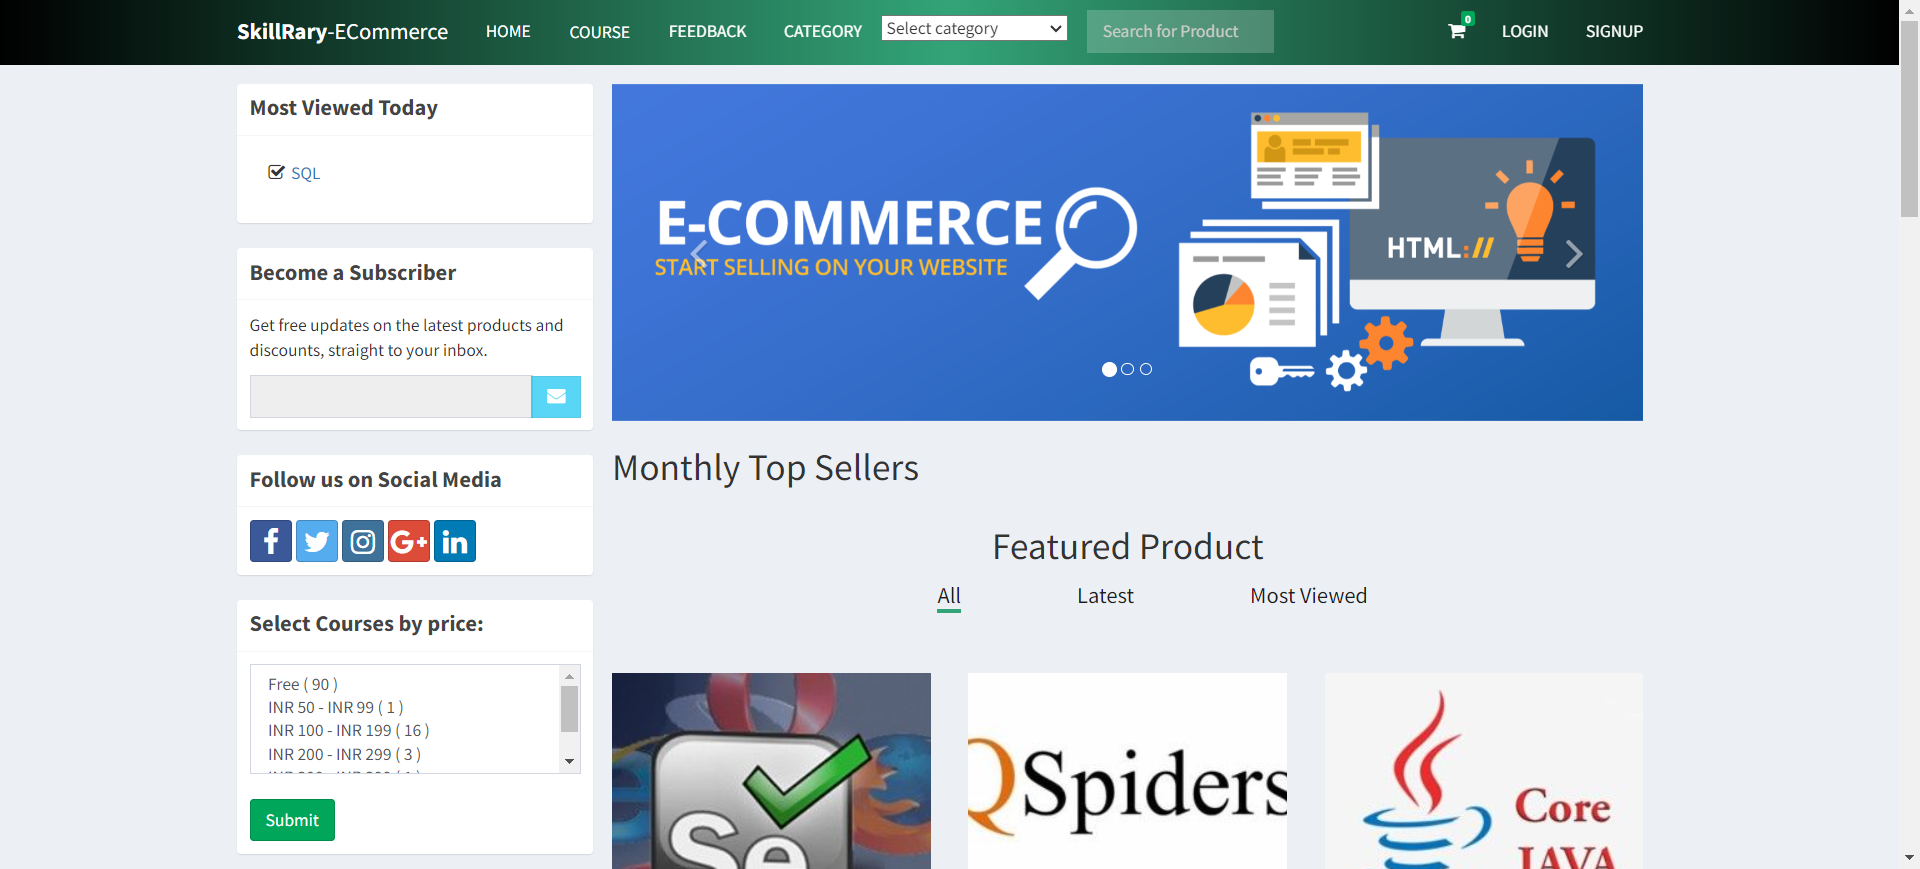 SkillRary-ECommerce HOME COURSE FEEDBACK CATEGORY Select category Search for Product 0 LOGIN SIGNUP
Most Viewed Today
SQL
Become a Subscriber
Get free updates on the latest products and
discounts, straight to your inbox.
Follow us on Social Media
G+
in
Select Courses by price:
Free ( 90 )
INR 50 - INR 99 ( 1 )
INR 100 - INR 199 ( 16 )
INR 200 - INR 299 ( 3 )
Submit
E-COMMERCE
START SELLING ON YOUR WEBSITE
HTML://
Monthly Top Sellers
Featured Product
All Latest Most Viewed
Se
QSpiders
Core
JAVA